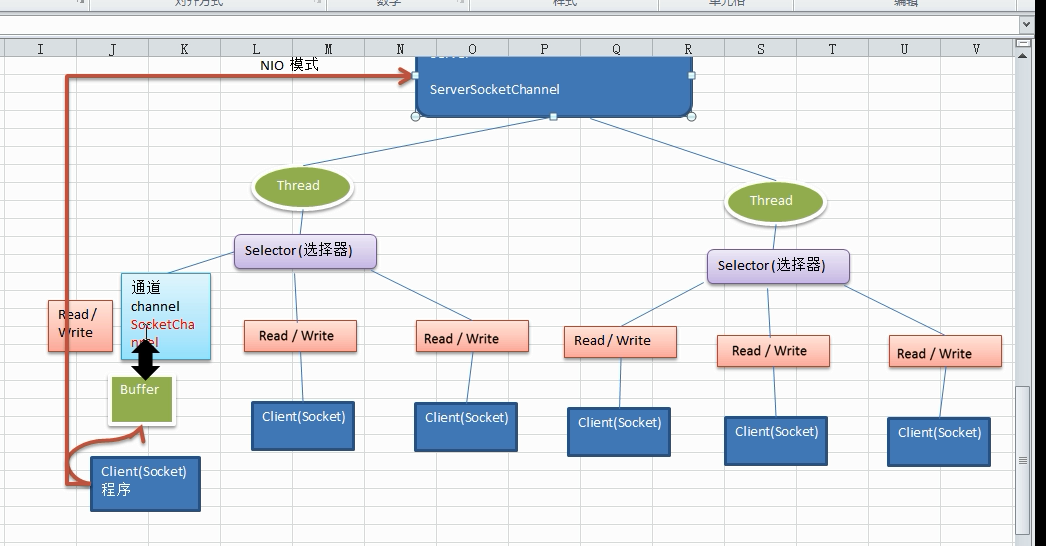 对齐方式 数字 样式 单元格 编辑
I J K L M N O P Q R S T U V
NIO 模式
Server
ServerSocketChannel
Thread
Thread
Selector(选择器)
Selector(选择器)
通道
channel
SocketCha
nnel
Read /
Write
Read / Write
Read / Write
Read / Write
Read / Write
Read / Write
Buffer
Client(Socket)
Client(Socket)
Client(Socket)
Client(Socket)
Client(Socket)
Client(Socket)
程序